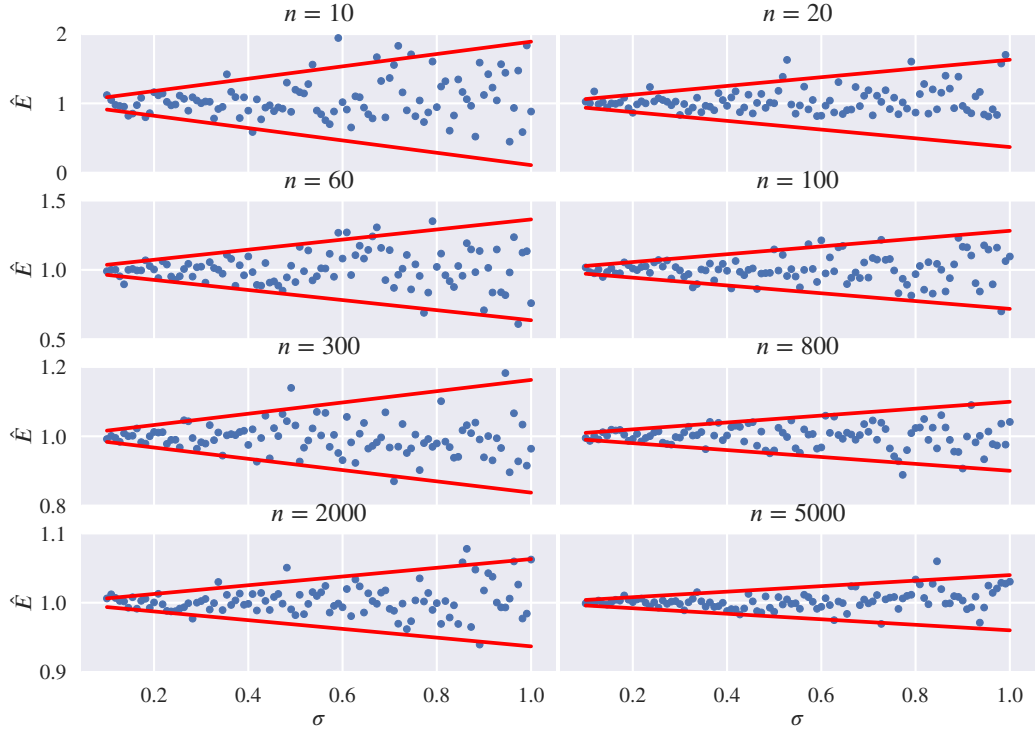 n = 10
n = 20
2
1
0
Ê
n = 60
n = 100
1.5
1.0
0.5
Ê
n = 300
n = 800
1.2
1.0
0.8
Ê
n = 2000
n = 5000
1.1
1.0
0.9
Ê
0.2 0.4 0.6 0.8 1.0
0.2 0.4 0.6 0.8 1.0
σ
σ